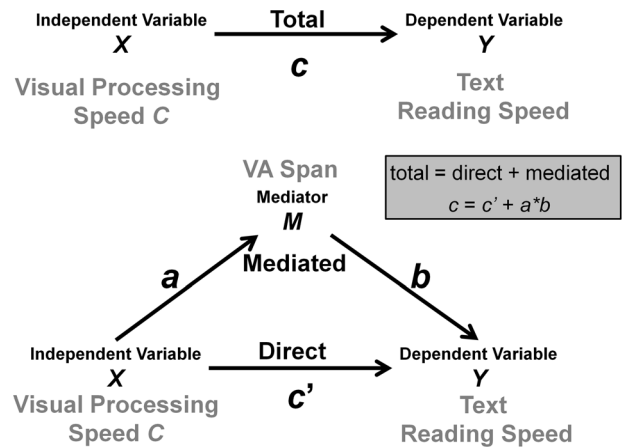 Independent Variable
X
Visual Processing
Speed C
Total
c
Dependent Variable
Y
Text
Reading Speed
VA Span
Mediator
M
Mediated
total = direct + mediated
c = c’ + a*b
a
b
Independent Variable
X
Visual Processing
Speed C
Direct
c’
Dependent Variable
Y
Text
Reading Speed